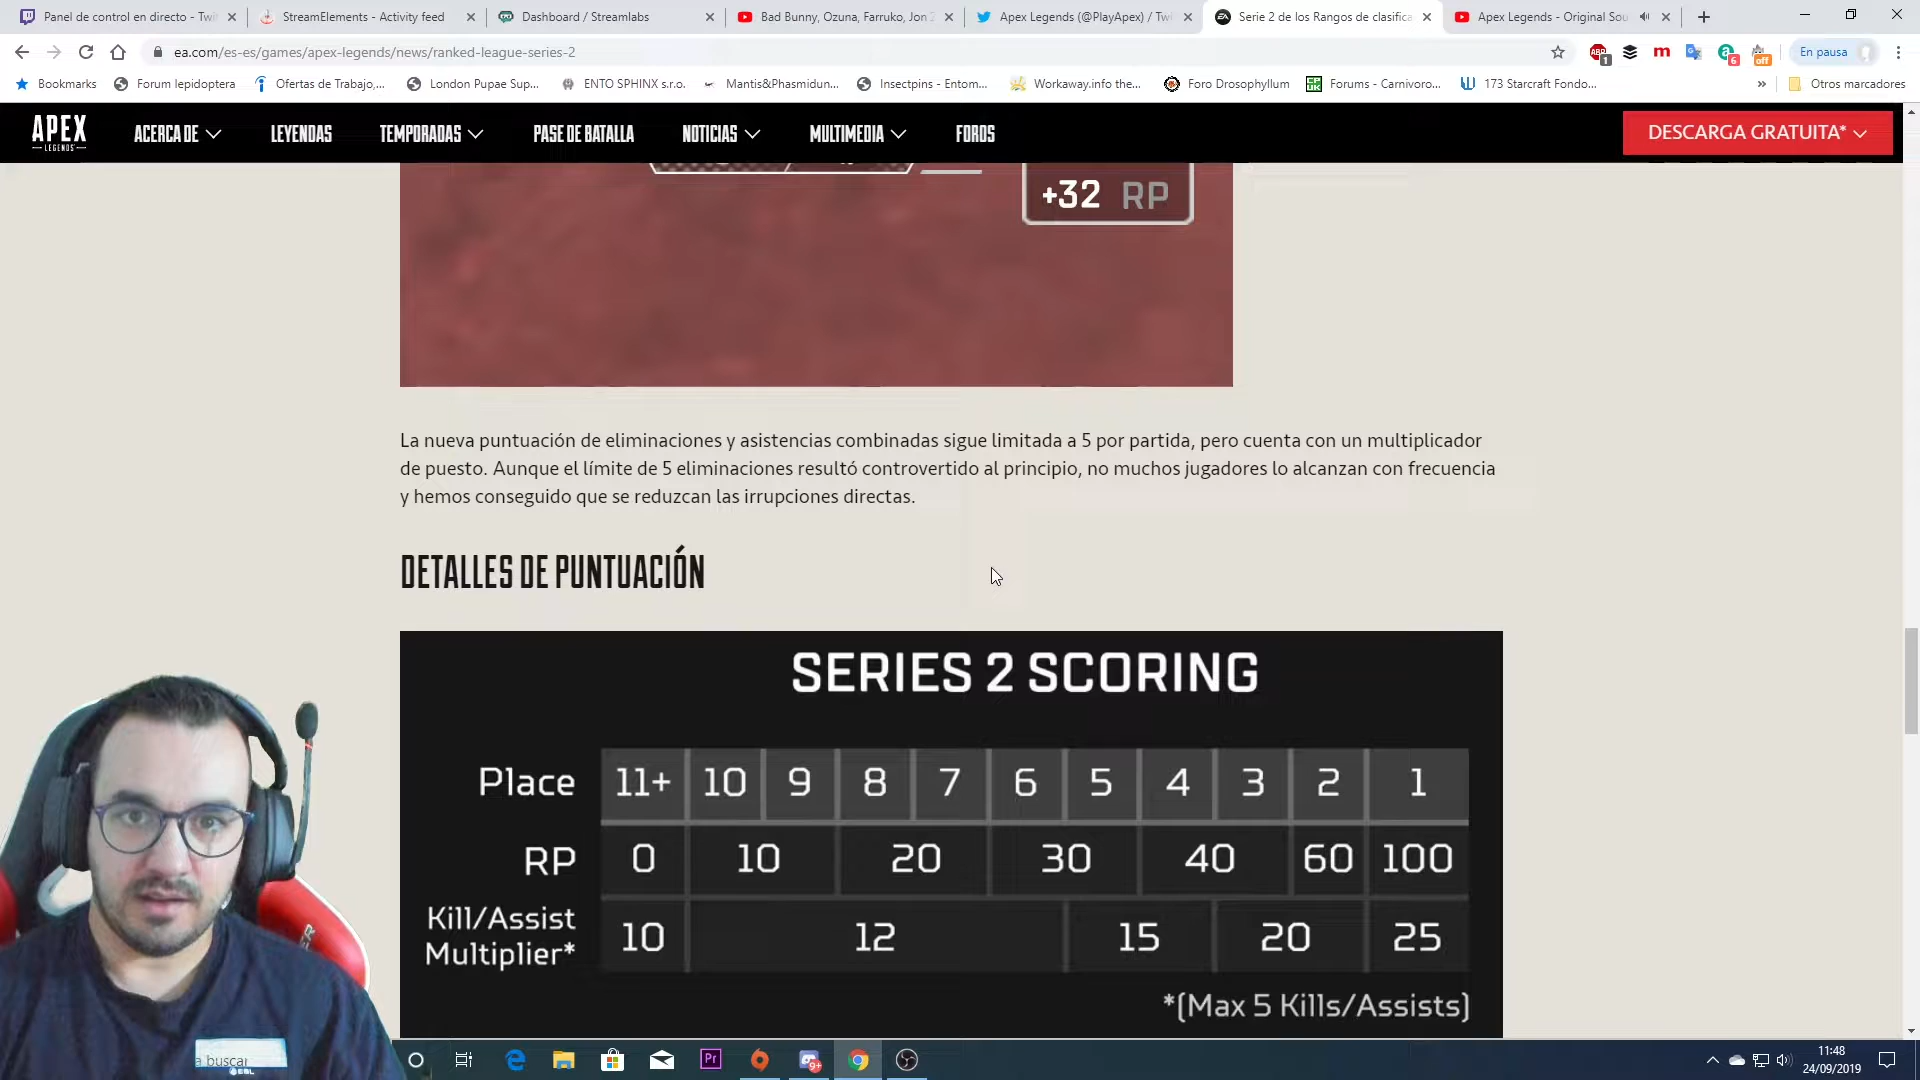 Panel de control en directo - Twi
StreamElements - Activity feed
Dashboard / Streamlabs
Bad Bunny, Ozuna, Farruko, Jon Z
Apex Legends (@PlayApex) / Twi
Serie 2 de los Rangos de clasifica
Apex Legends - Original Sou
ea.com/es-es/games/apex-legends/news/ranked-league-series-2
ABP
1
m
a
6
off
En pausa
Bookmarks
Forum lepidoptera
Ofertas de Trabajo,...
London Pupae Sup...
ENTO SPHINX s.r.o.
Mantis&Phasmidun...
Insectpins - Entom...
Workaway.info the...
Foro Drosophyllum
Forums - Carnivoro...
173 Starcraft Fondo...
»
Otros marcadores
APEX
LEGENDS
ACERCA DE
LEYENDAS
TEMPORADAS
PASE DE BATALLA
NOTICIAS
MULTIMEDIA
FOROS
DESCARGA GRATUITA*
+32 RP
La nueva puntuación de eliminaciones y asistencias combinadas sigue limitada a 5 por partida, pero cuenta con un multiplicador
de puesto. Aunque el límite de 5 eliminaciones resultó controvertido al principio, no muchos jugadores lo alcanzan con frecuencia
y hemos conseguido que se reduzcan las irrupciones directas.
DETALLES DE PUNTUACIÓN
SERIES 2 SCORING
Place 11+ 10 9 8 7 6 5 4 3 2 1
RP 0 10 20 30 40 60 100
Kill/Assist
Multiplier* 10 12 15 20 25
*(Max 5 Kills/Assists)
a buscar
Pr
9+
11:48
24/09/2019